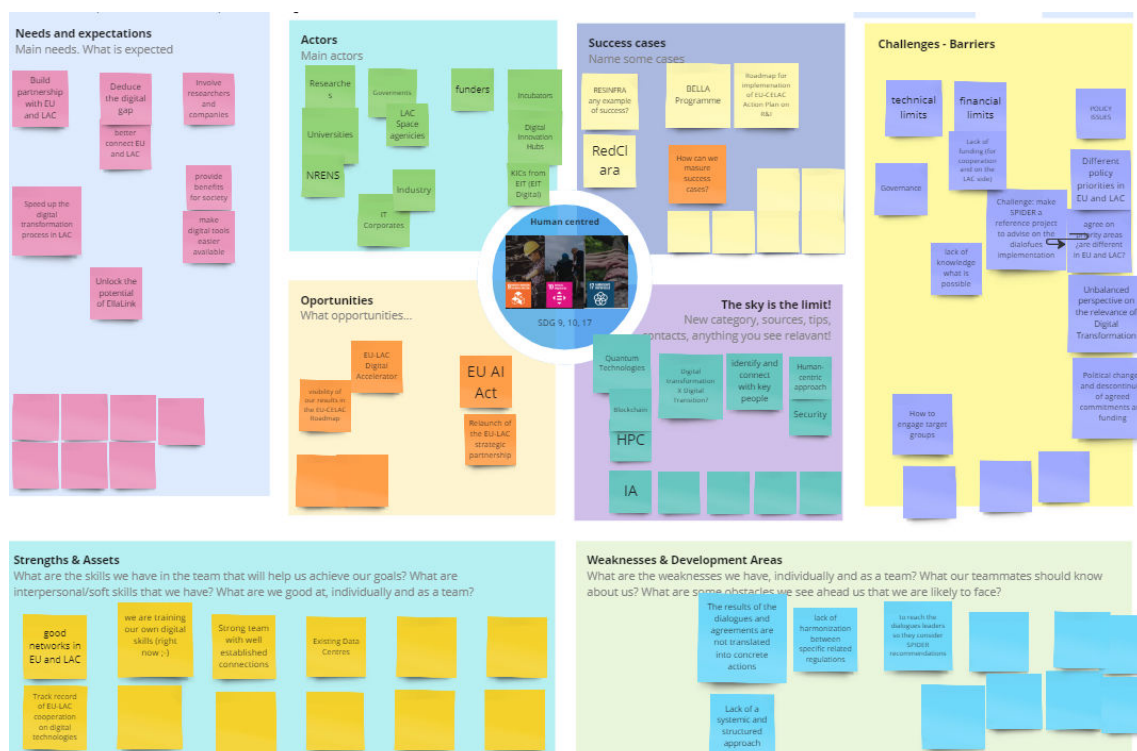 Needs and expectations
Main needs. What is expected
Build
partnership
with EU
and LAC
Deduce
the digital
gap
Involve
researchers
and
companies
better
connect EU
and LAC
provide
benefits
for society
Speed up the
digital
transformation
process in LAC
make
digital tools
easier
available
Unlock the
potential
of EllaLink
Actors
Main actors
Researche
s
Goverments
funders
Incubators
Universities
LAC
Space
agencies
Digital
Innovation
Hubs
NRENS
Industry
KICs from
EIT (EIT
Digital)
IT
Corporates
Success cases
Name some cases
RESINFRA
any example
of success?
BELLA
Programme
Roadmap for
implemenation
of EU-CELAC
Action Plan on
R&I
RedCl
ara
How can we
masure
success
cases?
Challenges - Barriers
technical
limits
financial
limits
POLICY
ISSUES
Lack of
funding (for
cooperation
and on the
LAC side)
Governance
Different
policy
priorities in
EU and LAC
Challenge: make
SPIDER a
reference project
to advise on the
dialofues
implementation
agree on
areas
¿are different
in EU and LAC?
lack of
knowledge
what is
possible
Unbalanced
perspective on
the relevance of
Digital
Transformation
Political change
and
of agreed
commitments
funding
How to
engage
target
groups
Human centred
SDG 9, 10, 17
Oportunities
What opportunities...
EU-LAC
Digital
Accelerator
visibility of
our results in
the EU-CELAC
Roadmap
EU AI
Act
Relaunch of
the EU-LAC
strategic
partnership
The sky is the limit!
New category, sources, tips,
contacts, anything you see relavant!
Quantum
Technologies
Digital
transformation
X Digital
Transition?
identify and
connect
with key
people
Human-
centric
approach
Blockchain
Security
HPC
IA
Strengths & Assets
What are the skills we have in the team that will help us achieve our goals? What are
interpersonal/soft skills that we have? What are we good at, individually and as a team?
good
networks in
EU and LAC
we are training
our own digital
skills (right
now ;-)
Strong team
with well
established
connections
Existing Data
Centres
Track record
of EU-LAC
cooperation
on digital
technologies
Weaknesses & Development Areas
What are the weaknesses we have, individually and as a team? What our teammates should know
about us? What are some obstacles we see ahead us that we are likely to face?
The results of the
dialogues and
agreements are
not translated
into concrete
actions
lack of
harmonization
between
specific related
regulations
to reach the
dialogues leaders
so they consider
SPIDER
recommendations
Lack of a
systemic and
structured
approach